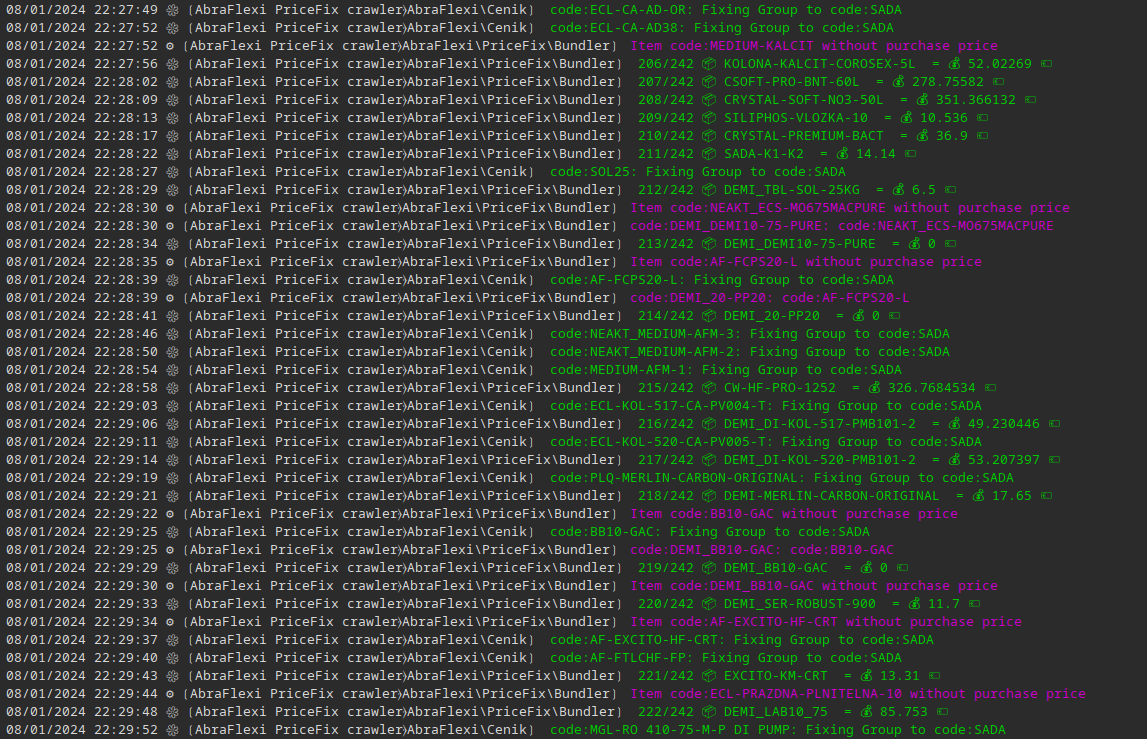 08/01/2024 22:27:49 ❄ (AbraFlexi PriceFix crawler⟩AbraFlexi\Cenik) code:ECL-CA-AD-OR: Fixing Group to code:SADA
08/01/2024 22:27:52 ❄ (AbraFlexi PriceFix crawler⟩AbraFlexi\Cenik) code:ECL-CA-AD38: Fixing Group to code:SADA
08/01/2024 22:27:52 ⚙ (AbraFlexi PriceFix crawler⟩AbraFlexi\PriceFix\Bundler) Item code:MEDIUM-KALCIT without purchase price
08/01/2024 22:27:56 ❄ (AbraFlexi PriceFix crawler⟩AbraFlexi\PriceFix\Bundler) 206/242 📦 KOLONA-KALCIT-COROSEX-5L = 💰 52.02269 💵
08/01/2024 22:28:02 ❄ (AbraFlexi PriceFix crawler⟩AbraFlexi\PriceFix\Bundler) 207/242 📦 CSOFT-PRO-BNT-60L = 💰 278.75582 💵
08/01/2024 22:28:09 ❄ (AbraFlexi PriceFix crawler⟩AbraFlexi\PriceFix\Bundler) 208/242 📦 CRYSTAL-SOFT-NO3-50L = 💰 351.366132 💵
08/01/2024 22:28:13 ❄ (AbraFlexi PriceFix crawler⟩AbraFlexi\PriceFix\Bundler) 209/242 📦 SILIPHOS-VLOZKA-10 = 💰 10.536 💵
08/01/2024 22:28:17 ❄ (AbraFlexi PriceFix crawler⟩AbraFlexi\PriceFix\Bundler) 210/242 📦 CRYSTAL-PREMIUM-BACT = 💰 36.9 💵
08/01/2024 22:28:22 ❄ (AbraFlexi PriceFix crawler⟩AbraFlexi\PriceFix\Bundler) 211/242 📦 SADA-K1-K2 = 💰 14.14 💵
08/01/2024 22:28:27 ❄ (AbraFlexi PriceFix crawler⟩AbraFlexi\Cenik) code:SOL25: Fixing Group to code:SADA
08/01/2024 22:28:29 ❄ (AbraFlexi PriceFix crawler⟩AbraFlexi\PriceFix\Bundler) 212/242 📦 DEMI_TBL-SOL-25KG = 💰 6.5 💵
08/01/2024 22:28:30 ⚙ (AbraFlexi PriceFix crawler⟩AbraFlexi\PriceFix\Bundler) Item code:NEAKT_ECS-MO675MACPURE without purchase price
08/01/2024 22:28:30 ⚙ (AbraFlexi PriceFix crawler⟩AbraFlexi\PriceFix\Bundler) code:DEMI_DEMI10-75-PURE: code:NEAKT_ECS-MO675MACPURE
08/01/2024 22:28:34 ❄ (AbraFlexi PriceFix crawler⟩AbraFlexi\PriceFix\Bundler) 213/242 📦 DEMI_DEMI10-75-PURE = 💰 0 💵
08/01/2024 22:28:35 ⚙ (AbraFlexi PriceFix crawler⟩AbraFlexi\PriceFix\Bundler) Item code:AF-FCPS20-L without purchase price
08/01/2024 22:28:39 ❄ (AbraFlexi PriceFix crawler⟩AbraFlexi\Cenik) code:AF-FCPS20-L: Fixing Group to code:SADA
08/01/2024 22:28:39 ⚙ (AbraFlexi PriceFix crawler⟩AbraFlexi\PriceFix\Bundler) code:DEMI_20-PP20: code:AF-FCPS20-L
08/01/2024 22:28:41 ❄ (AbraFlexi PriceFix crawler⟩AbraFlexi\PriceFix\Bundler) 214/242 📦 DEMI_20-PP20 = 💰 0 💵
08/01/2024 22:28:46 ❄ (AbraFlexi PriceFix crawler⟩AbraFlexi\Cenik) code:NEAKT_MEDIUM-AFM-3: Fixing Group to code:SADA
08/01/2024 22:28:50 ❄ (AbraFlexi PriceFix crawler⟩AbraFlexi\Cenik) code:NEAKT_MEDIUM-AFM-2: Fixing Group to code:SADA
08/01/2024 22:28:54 ❄ (AbraFlexi PriceFix crawler⟩AbraFlexi\Cenik) code:MEDIUM-AFM-1: Fixing Group to code:SADA
08/01/2024 22:28:58 ❄ (AbraFlexi PriceFix crawler⟩AbraFlexi\PriceFix\Bundler) 215/242 📦 CW-HF-PRO-1252 = 💰 326.7684534 💵
08/01/2024 22:29:03 ❄ (AbraFlexi PriceFix crawler⟩AbraFlexi\Cenik) code:ECL-KOL-517-CA-PV004-T: Fixing Group to code:SADA
08/01/2024 22:29:06 ❄ (AbraFlexi PriceFix crawler⟩AbraFlexi\PriceFix\Bundler) 216/242 📦 DEMI_DI-KOL-517-PMB101-2 = 💰 49.230446 💵
08/01/2024 22:29:11 ❄ (AbraFlexi PriceFix crawler⟩AbraFlexi\Cenik) code:ECL-KOL-520-CA-PV005-T: Fixing Group to code:SADA
08/01/2024 22:29:14 ❄ (AbraFlexi PriceFix crawler⟩AbraFlexi\PriceFix\Bundler) 217/242 📦 DEMI_DI-KOL-520-PMB101-2 = 💰 53.207397 💵
08/01/2024 22:29:19 ❄ (AbraFlexi PriceFix crawler⟩AbraFlexi\Cenik) code:PLQ-MERLIN-CARBON-ORIGINAL: Fixing Group to code:SADA
08/01/2024 22:29:21 ❄ (AbraFlexi PriceFix crawler⟩AbraFlexi\PriceFix\Bundler) 218/242 📦 DEMI-MERLIN-CARBON-ORIGINAL = 💰 17.65 💵
08/01/2024 22:29:22 ⚙ (AbraFlexi PriceFix crawler⟩AbraFlexi\PriceFix\Bundler) Item code:BB10-GAC without purchase price
08/01/2024 22:29:25 ❄ (AbraFlexi PriceFix crawler⟩AbraFlexi\Cenik) code:BB10-GAC: Fixing Group to code:SADA
08/01/2024 22:29:25 ⚙ (AbraFlexi PriceFix crawler⟩AbraFlexi\PriceFix\Bundler) code:DEMI_BB10-GAC: code:BB10-GAC
08/01/2024 22:29:29 ❄ (AbraFlexi PriceFix crawler⟩AbraFlexi\PriceFix\Bundler) 219/242 📦 DEMI_BB10-GAC = 💰 0 💵
08/01/2024 22:29:30 ⚙ (AbraFlexi PriceFix crawler⟩AbraFlexi\PriceFix\Bundler) Item code:DEMI_BB10-GAC without purchase price
08/01/2024 22:29:33 ❄ (AbraFlexi PriceFix crawler⟩AbraFlexi\PriceFix\Bundler) 220/242 📦 DEMI_SER-ROBUST-900 = 💰 11.7 💵
08/01/2024 22:29:34 ⚙ (AbraFlexi PriceFix crawler⟩AbraFlexi\PriceFix\Bundler) Item code:AF-EXCITO-HF-CRT without purchase price
08/01/2024 22:29:37 ❄ (AbraFlexi PriceFix crawler⟩AbraFlexi\Cenik) code:AF-EXCITO-HF-CRT: Fixing Group to code:SADA
08/01/2024 22:29:40 ❄ (AbraFlexi PriceFix crawler⟩AbraFlexi\Cenik) code:AF-FTLCHF-FP: Fixing Group to code:SADA
08/01/2024 22:29:43 ❄ (AbraFlexi PriceFix crawler⟩AbraFlexi\PriceFix\Bundler) 221/242 📦 EXCITO-KM-CRT = 💰 13.31 💵
08/01/2024 22:29:44 ⚙ (AbraFlexi PriceFix crawler⟩AbraFlexi\PriceFix\Bundler) Item code:ECL-PRAZDNA-PLNITELNA-10 without purchase price
08/01/2024 22:29:48 ❄ (AbraFlexi PriceFix crawler⟩AbraFlexi\PriceFix\Bundler) 222/242 📦 DEMI_LAB10_75 = 💰 85.753 💵
08/01/2024 22:29:52 ❄ (AbraFlexi PriceFix crawler⟩AbraFlexi\Cenik) code:MGL-RO 410-75-M-P DI PUMP: Fixing Group to code:SADA